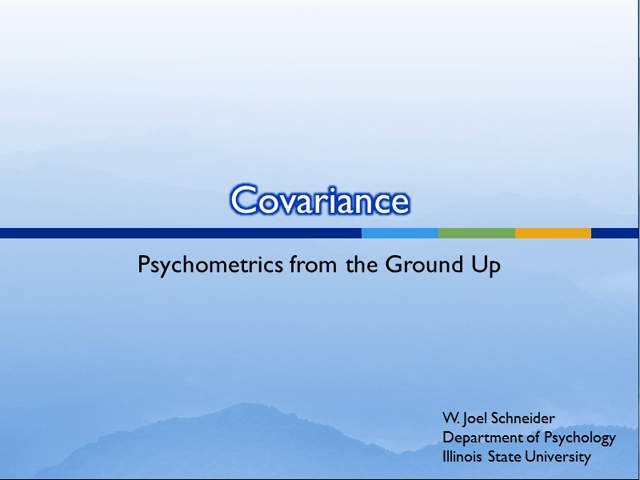 Covariance
Psychometrics from the Ground Up
W. Joel Schneider
Department of Psychology
Illinois State University